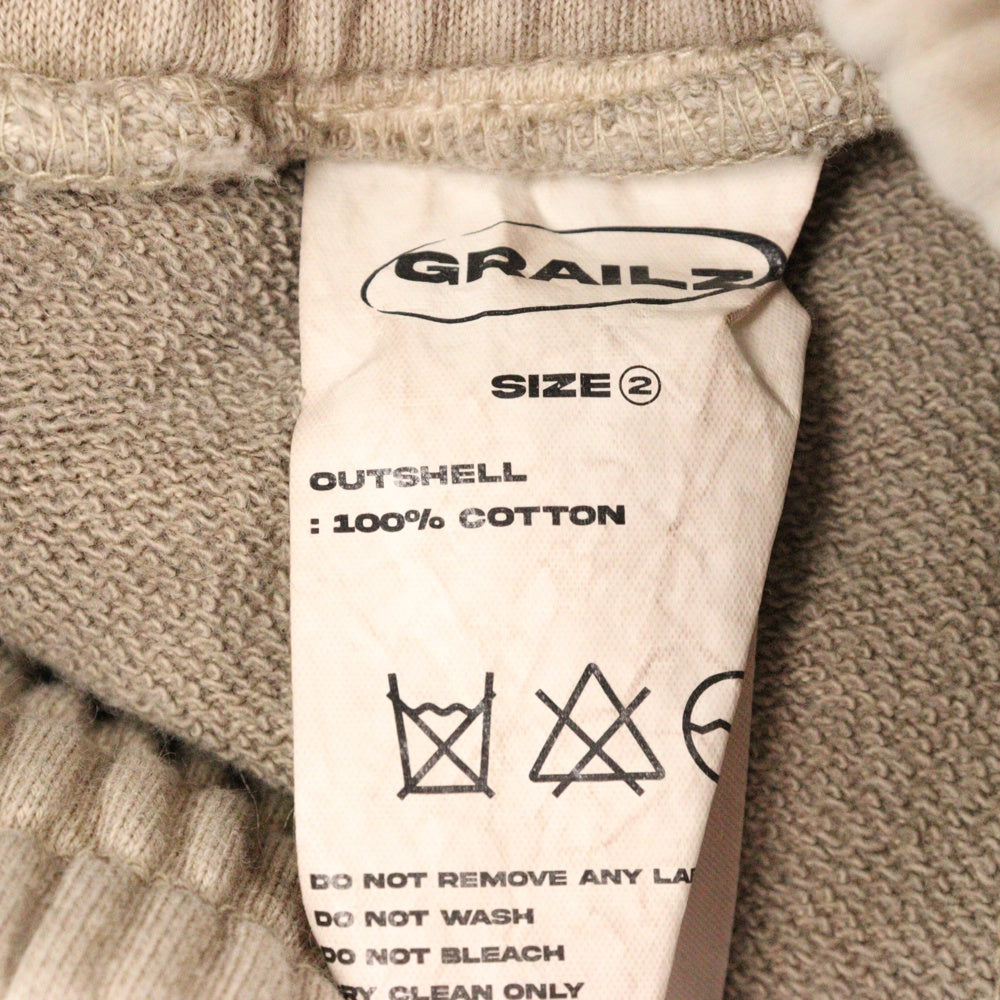 GRAILZ
SIZE 2
OUTSHELL
: 100% COTTON
DO NOT REMOVE ANY
DO NOT WASH
DO NOT BLEACH
CLEAN ONLY